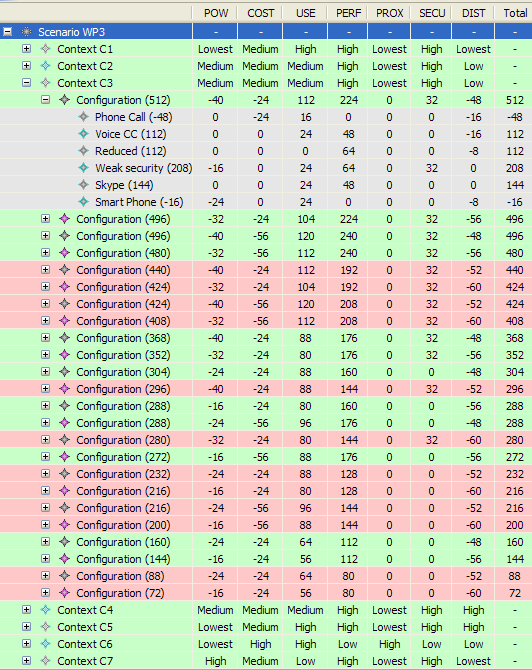 POW COST USE PERF PROX SECU DIST Total
Scenario WP3 - - - - - - - -
Context C1 Lowest Medium High High Lowest High Lowest -
Context C2 Medium Medium Medium High Lowest High Low -
Context C3 Medium Medium High High Lowest High Low -
Configuration (512) -40 -24 112 224 0 32 -48 512
Phone Call (-48) 0 -24 16 0 0 0 -16 -48
Voice CC (112) 0 0 24 48 0 0 -16 112
Reduced (112) 0 0 0 64 0 0 -8 112
Weak security (208) -16 0 24 64 0 32 0 208
Skype (144) 0 0 24 48 0 0 0 144
Smart Phone (-16) -24 0 24 0 0 0 -8 -16
Configuration (496) -32 -24 104 224 0 32 -56 496
Configuration (496) -40 -56 120 240 0 32 -48 496
Configuration (480) -32 -56 112 240 0 32 -56 480
Configuration (440) -40 -24 112 192 0 32 -52 440
Configuration (424) -32 -24 104 192 0 32 -60 424
Configuration (424) -40 -56 120 208 0 32 -52 424
Configuration (408) -32 -56 112 208 0 32 -60 408
Configuration (368) -40 -24 88 176 0 32 -48 368
Configuration (352) -32 -24 80 176 0 32 -56 352
Configuration (304) -24 -24 88 160 0 0 -48 304
Configuration (296) -40 -24 88 144 0 32 -52 296
Configuration (288) -16 -24 80 160 0 0 -56 288
Configuration (288) -24 -56 96 176 0 0 -48 288
Configuration (280) -32 -24 80 144 0 32 -60 280
Configuration (272) -16 -56 88 176 0 0 -56 272
Configuration (232) -24 -24 88 128 0 0 -52 232
Configuration (216) -16 -24 80 128 0 0 -60 216
Configuration (216) -24 -56 96 144 0 0 -52 216
Configuration (200) -16 -56 88 144 0 0 -60 200
Configuration (160) -24 -24 64 112 0 0 -48 160
Configuration (144) -16 -24 56 112 0 0 -56 144
Configuration (88) -24 -24 64 80 0 0 -52 88
Configuration (72) -16 -24 56 80 0 0 -60 72
Context C4 Medium Medium Medium High Lowest High High -
Context C5 Lowest Medium High High Lowest High Lowest -
Context C6 Lowest High High Low High Low Low -
Context C7 High Medium Low High Lowest High Lowest -